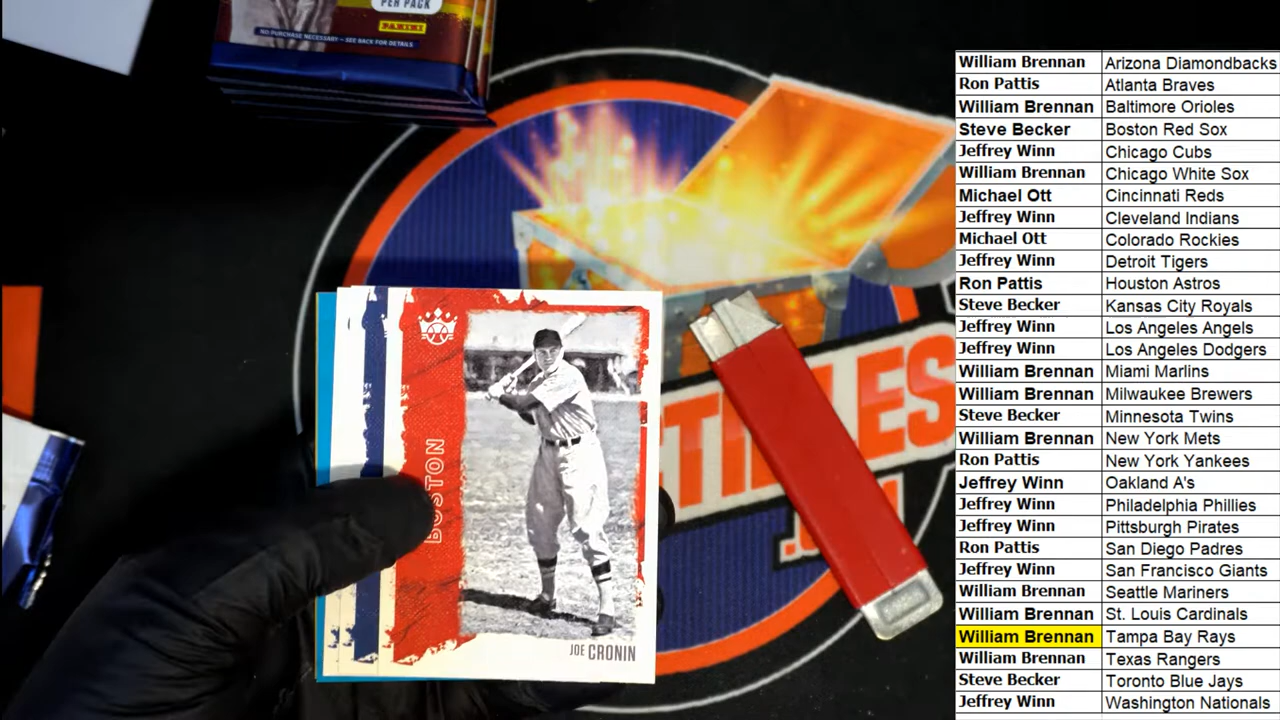 PER PACK
PANINI
NO PURCHASE NECESSARY – SEE BACK FOR DETAILS
BOSTON
JOE CRONIN
William Brennan Arizona Diamondbacks
Ron Pattis Atlanta Braves
William Brennan Baltimore Orioles
Steve Becker Boston Red Sox
Jeffrey Winn Chicago Cubs
William Brennan Chicago White Sox
Michael Ott Cincinnati Reds
Jeffrey Winn Cleveland Indians
Michael Ott Colorado Rockies
Jeffrey Winn Detroit Tigers
Ron Pattis Houston Astros
Steve Becker Kansas City Royals
Jeffrey Winn Los Angeles Angels
Jeffrey Winn Los Angeles Dodgers
William Brennan Miami Marlins
William Brennan Milwaukee Brewers
Steve Becker Minnesota Twins
William Brennan New York Mets
Ron Pattis New York Yankees
Jeffrey Winn Oakland A's
Jeffrey Winn Philadelphia Phillies
Jeffrey Winn Pittsburgh Pirates
Ron Pattis San Diego Padres
Jeffrey Winn San Francisco Giants
William Brennan Seattle Mariners
William Brennan St. Louis Cardinals
William Brennan Tampa Bay Rays
William Brennan Texas Rangers
Steve Becker Toronto Blue Jays
Jeffrey Winn Washington Nationals